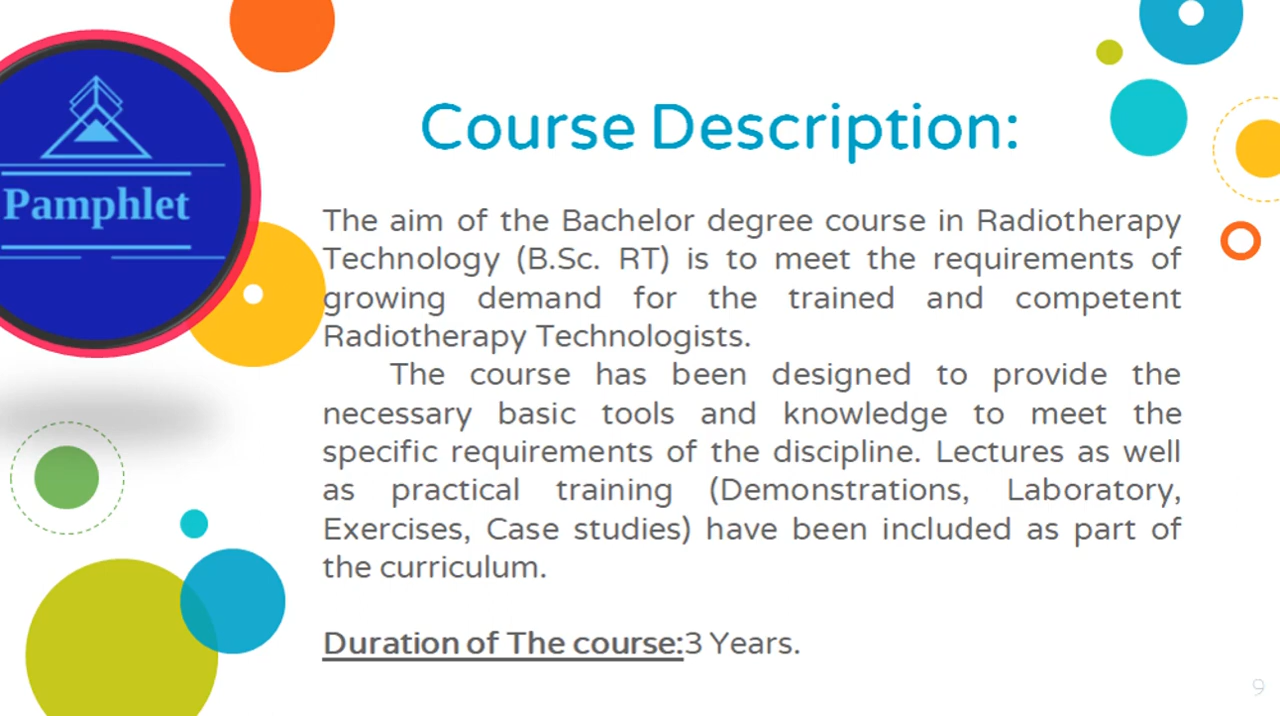 Pamphlet
Course Description:
The aim of the Bachelor degree course in Radiotherapy
Technology (B.Sc. RT) is to meet the requirements of
growing demand for the trained and competent
Radiotherapy Technologists.
The course has been designed to provide the
necessary basic tools and knowledge to meet the
specific requirements of the discipline. Lectures as well
as practical training (Demonstrations, Laboratory,
Exercises, Case studies) have been included as part of
the curriculum.
Duration of The course:3 Years.
9